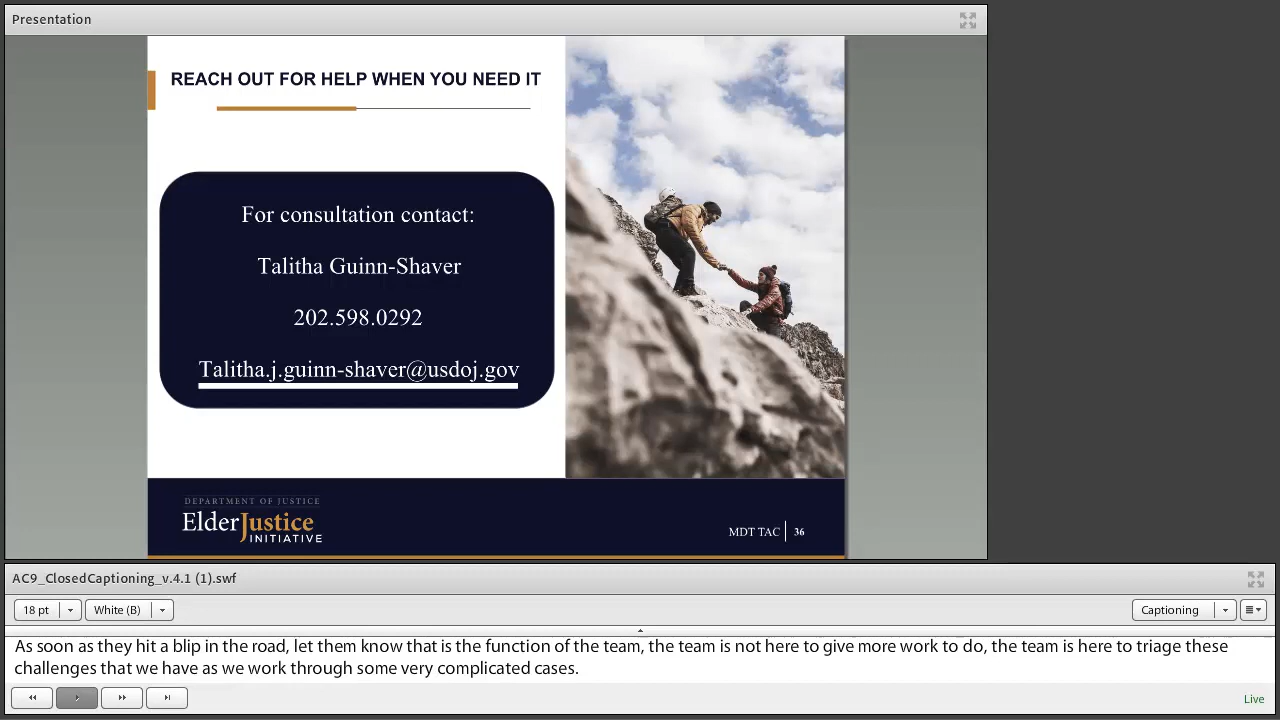 Presentation
REACH OUT FOR HELP WHEN YOU NEED IT
For consultation contact:
Talitha Guinn-Shaver
202.598.0292
Talitha.j.guinn-shaver@usdoj.gov
DEPARTMENT OF JUSTICE
ElderJustice
INITIATIVE
MDT TAC 36
AC9_ClosedCaptioning_v.4.1 (1).swf
18 pt White (B) Captioning
As soon as they hit a blip in the road, let them know that is the function of the team, the team is not here to give more work to do, the team is here to triage these
challenges that we have as we work through some very complicated cases.
Live